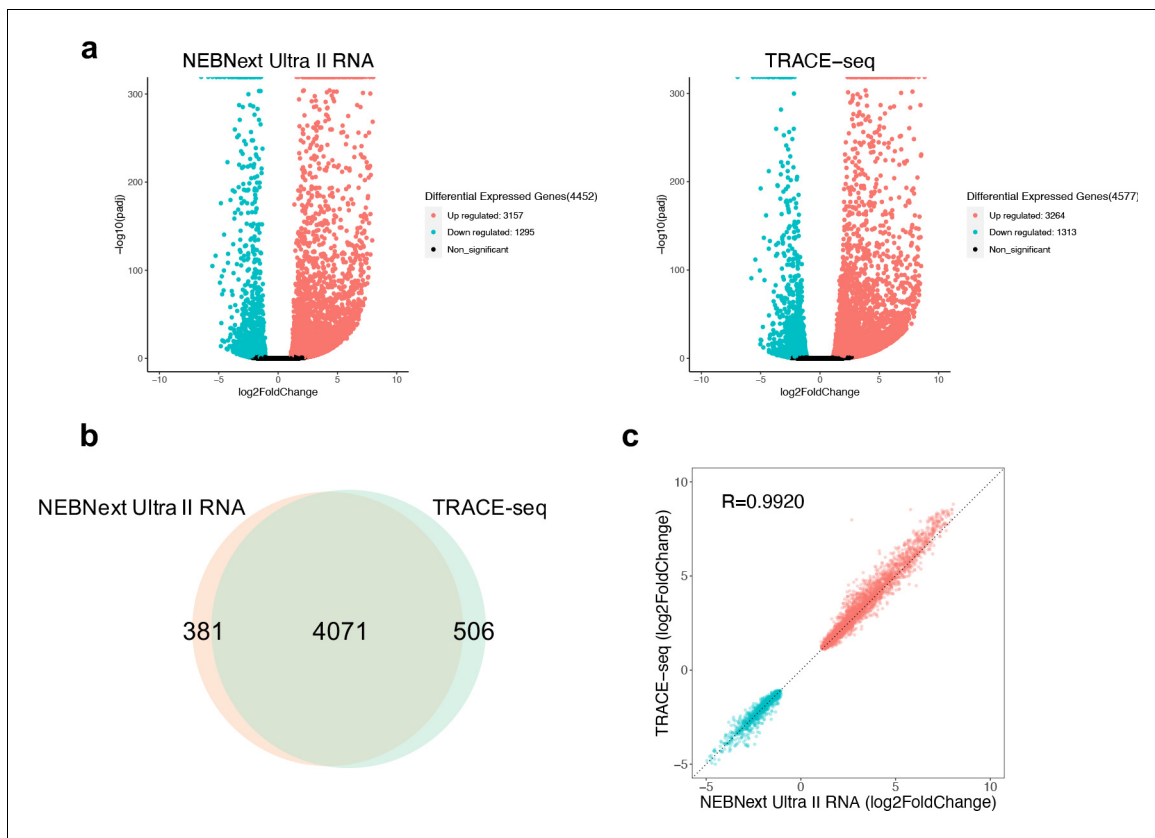 a
NEBNext Ultra II RNA
300
200
100
0
−log10(padj)
−10
−5
0
5
10
log2FoldChange
Differential Expressed Genes(4452)
Up regulated: 3157
Down regulated: 1295
Non_significant
TRACE−seq
300
200
100
0
−log10(padj)
−10
−5
0
5
10
log2FoldChange
Differential Expressed Genes(4577)
Up regulated: 3264
Down regulated: 1313
Non_significant
b
NEBNext Ultra II RNA
TRACE−seq
381
4071
506
c
R=0.9920
10
5
0
−5
TRACE−seq (log2FoldChange)
−5
0
5
10
NEBNext Ultra II RNA (log2FoldChange)